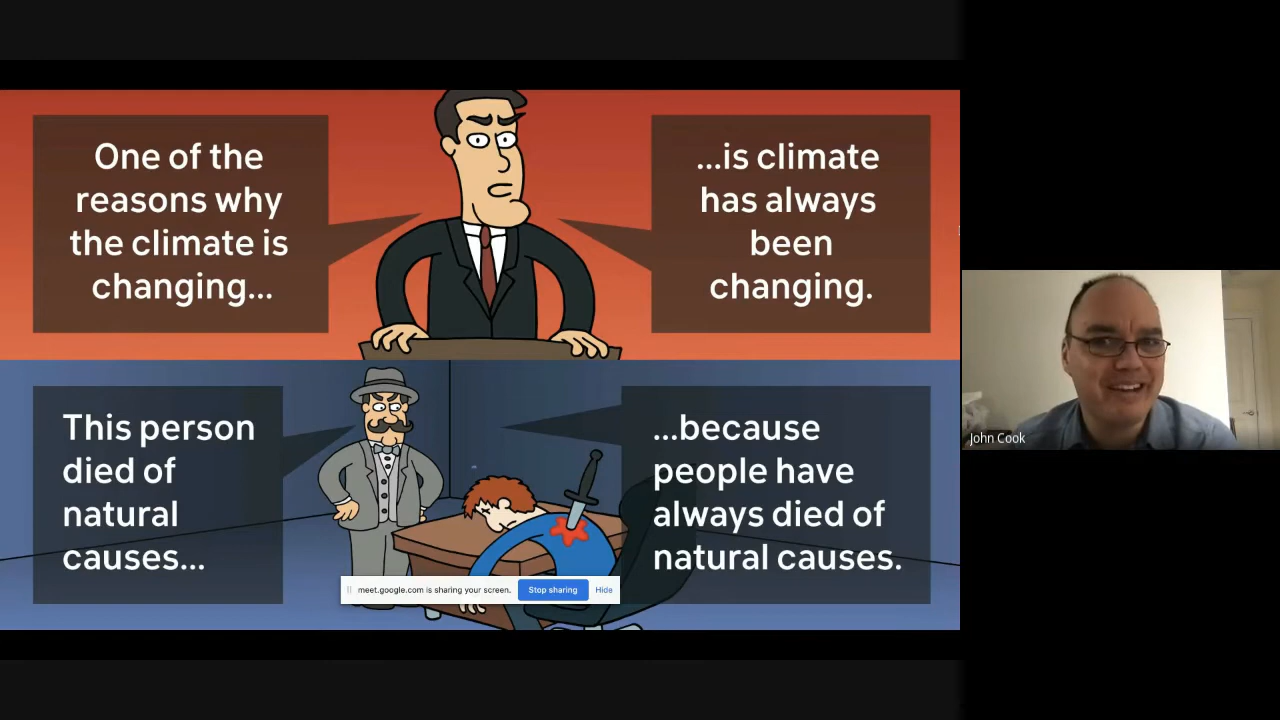 One of the
reasons why
the climate is
changing...
...is climate
has always
been
changing.
This person
died of
natural
causes...
...because
people have
always died of
natural causes.
meet.google.com is sharing your screen.
Stop sharing
Hide
John Cook